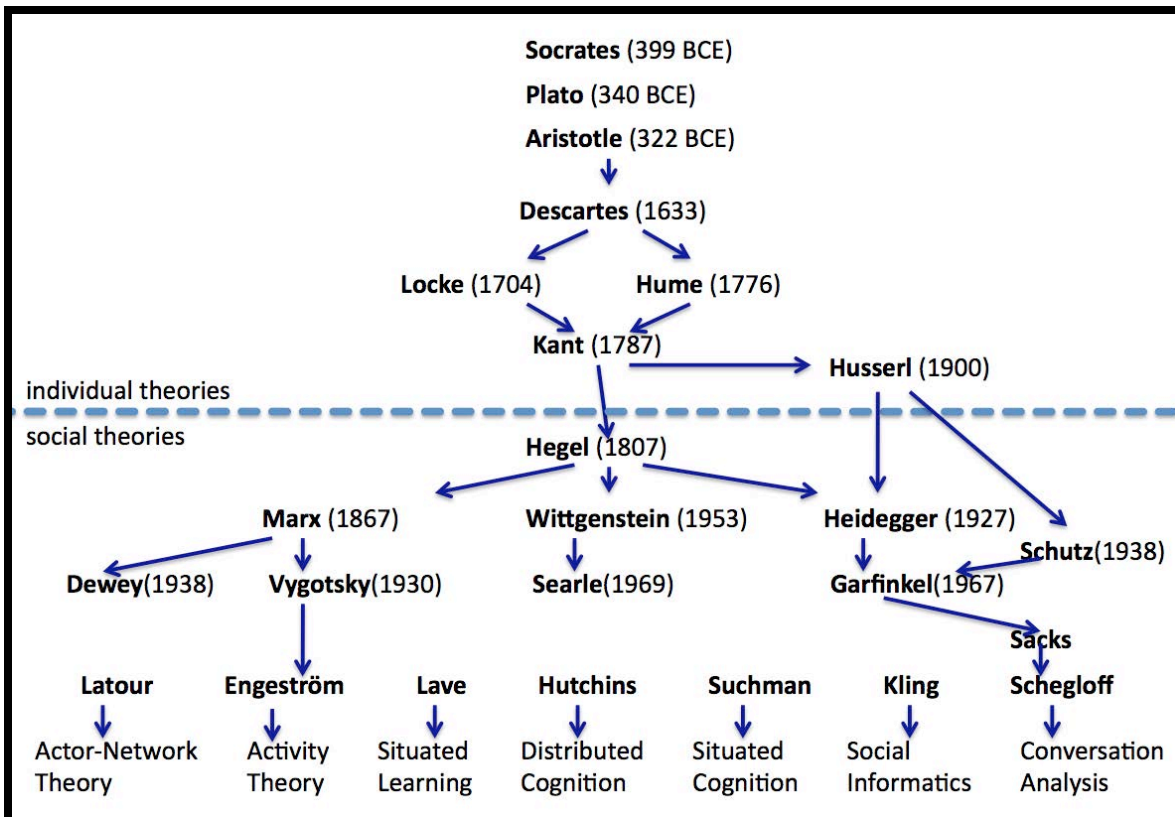 Socrates (399 BCE)
Plato (340 BCE)
Aristotle (322 BCE)
Descartes (1633)
Locke (1704)
Hume (1776)
Kant (1787)
Husserl (1900)
individual theories
social theories
Hegel (1807)
Marx (1867)
Wittgenstein (1953)
Heidegger (1927)
Schutz(1938)
Dewey(1938)
Vygotsky(1930)
Searle(1969)
Garfinkel(1967)
Sacks
Latour
Engeström
Lave
Hutchins
Suchman
Kling
Schegloff
Actor-Network
Theory
Activity
Theory
Situated
Learning
Distributed
Cognition
Situated
Cognition
Social
Informatics
Conversation
Analysis